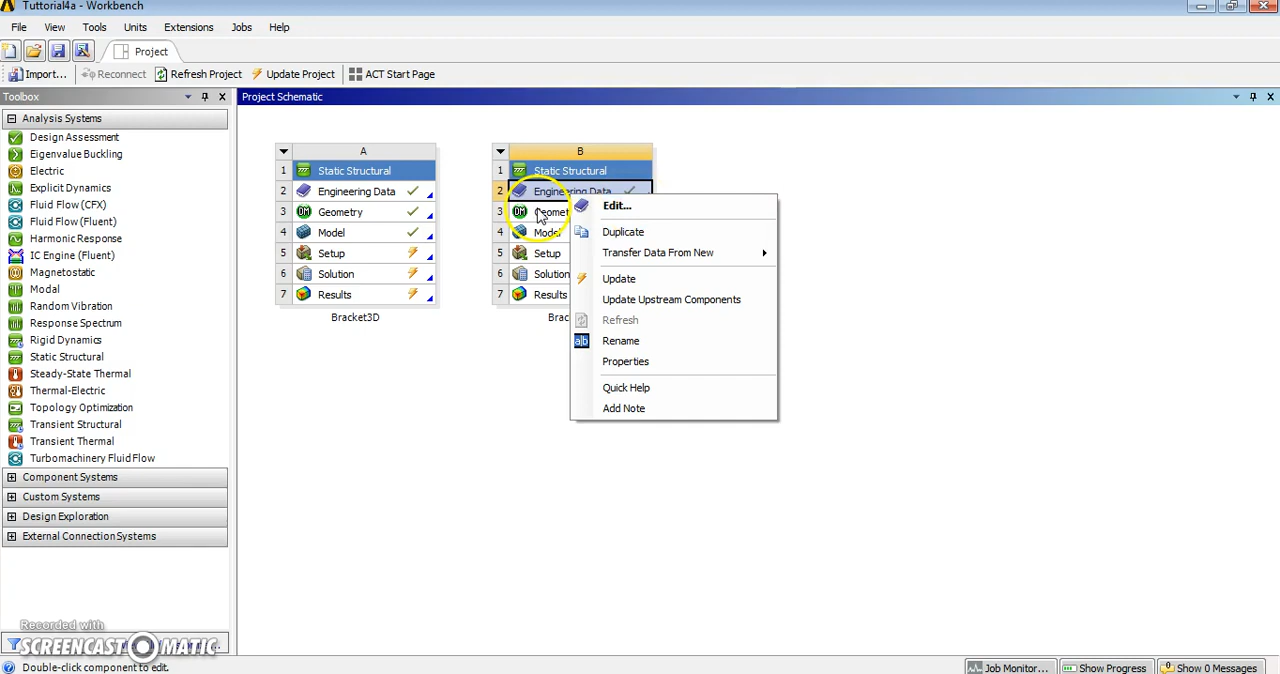 Tuttorial4a - Workbench
File View Tools Units Extensions Jobs Help
Project
Import... Reconnect Refresh Project Update Project ACT Start Page
Toolbox
Project Schematic
Analysis Systems
Design Assessment
Eigenvalue Buckling
Electric
Explicit Dynamics
Fluid Flow (CFX)
Fluid Flow (Fluent)
Harmonic Response
IC Engine (Fluent)
Magnetostatic
Modal
Random Vibration
Response Spectrum
Rigid Dynamics
Static Structural
Steady-State Thermal
Thermal-Electric
Topology Optimization
Transient Structural
Transient Thermal
Turbomachinery Fluid Flow
Component Systems
Custom Systems
Design Exploration
External Connection Systems
A
1 Static Structural
2 Engineering Data
3 DM Geometry
4 Model
5 Setup
6 Solution
7 Results
Bracket3D
B
1 Static Structural
2 Engineering Data
3 DM Geomet
4 Model
5 Setup
6 Solution
7 Results
Brac
Edit...
Duplicate
Transfer Data From New
Update
Update Upstream Components
Refresh
a|b Rename
Properties
Quick Help
Add Note
Recorded with
SCREENCAST-O-MATIC
Double-click component to edit.
Job Monitor... Show Progress Show 0 Messages